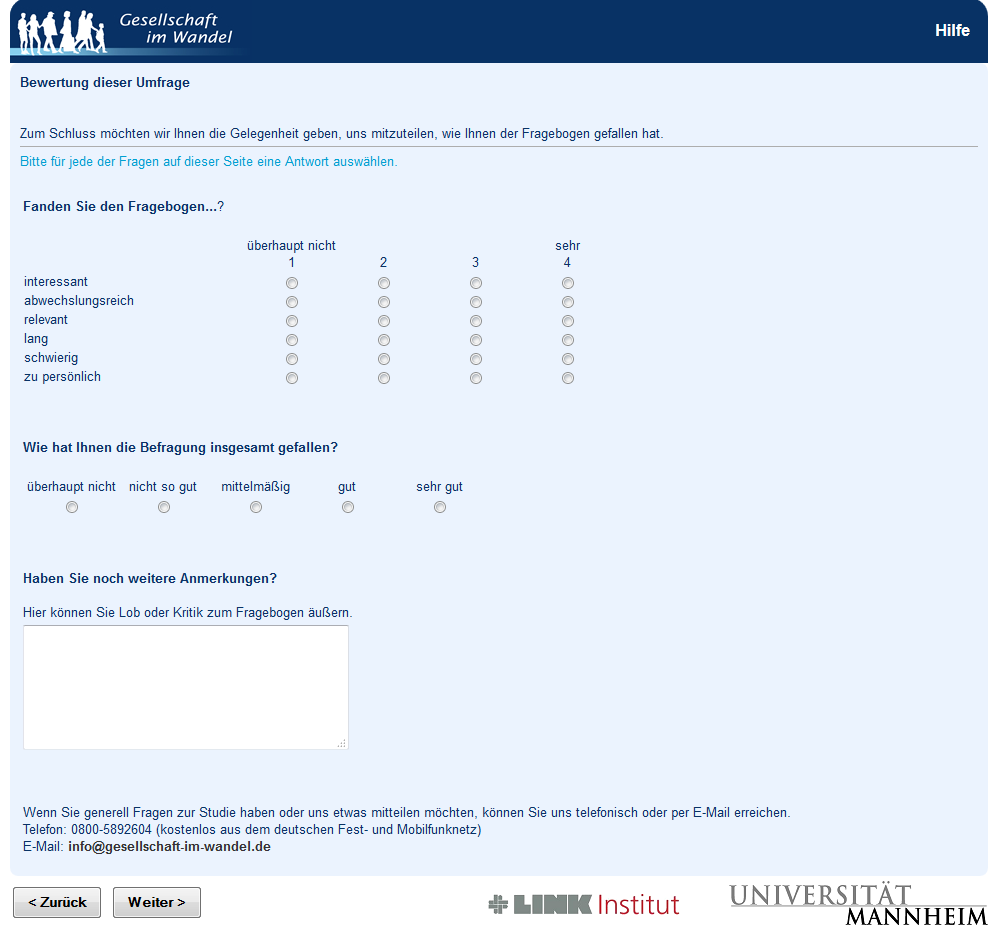 Gesellschaft
im Wandel
Hilfe
Bewertung dieser Umfrage
Zum Schluss möchten wir Ihnen die Gelegenheit geben, uns mitzuteilen, wie Ihnen der Fragebogen gefallen hat.
Bitte für jede der Fragen auf dieser Seite eine Antwort auswählen.
Fanden Sie den Fragebogen...?
überhaupt nicht sehr
1 2 3 4
interessant
abwechslungsreich
relevant
lang
schwierig
zu persönlich
Wie hat Ihnen die Befragung insgesamt gefallen?
überhaupt nicht nicht so gut mittelmäßig gut sehr gut
Haben Sie noch weitere Anmerkungen?
Hier können Sie Lob oder Kritik zum Fragebogen äußern.
Wenn Sie generell Fragen zur Studie haben oder uns etwas mitteilen möchten, können Sie uns telefonisch oder per E-Mail erreichen.
Telefon: 0800-5892604 (kostenlos aus dem deutschen Fest- und Mobilfunknetz)
E-Mail: info@gesellschaft-im-wandel.de
< Zurück Weiter >
LINK Institut
UNIVERSITÄT
MANNHEIM